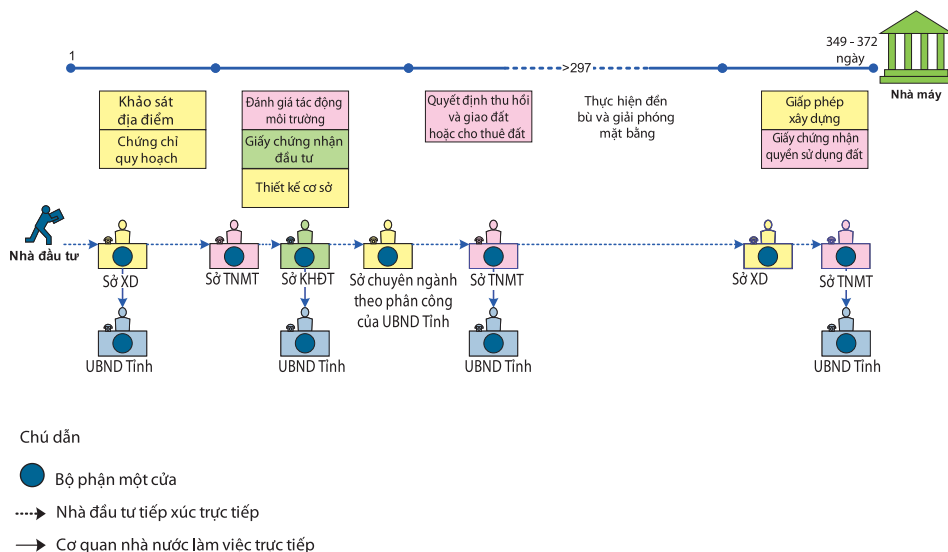 1
>297
349 - 372
ngày
Nhà máy
Khảo sát
địa điểm
Chứng chỉ
quy hoạch
Đánh giá tác động
môi trường
Giấy chứng nhận
đầu tư
Thiết kế cơ sở
Quyết định thu hồi
và giao đất
hoặc cho thuê đất
Thực hiện đền
bù và giải phóng
mặt bằng
Giấp phép
xây dựng
Giấy chứng nhận
quyền sử dụng đất
Nhà đầu tư
Sở XD
Sở TNMT
Sở KHĐT
Sở chuyên ngành
theo phân công
của UBND Tỉnh
Sở TNMT
Sở XD
Sở TNMT
UBND Tỉnh
UBND Tỉnh
UBND Tỉnh
UBND Tỉnh
Chú dẫn
Bộ phận một cửa
Nhà đầu tư tiếp xúc trực tiếp
Cơ quan nhà nước làm việc trực tiếp